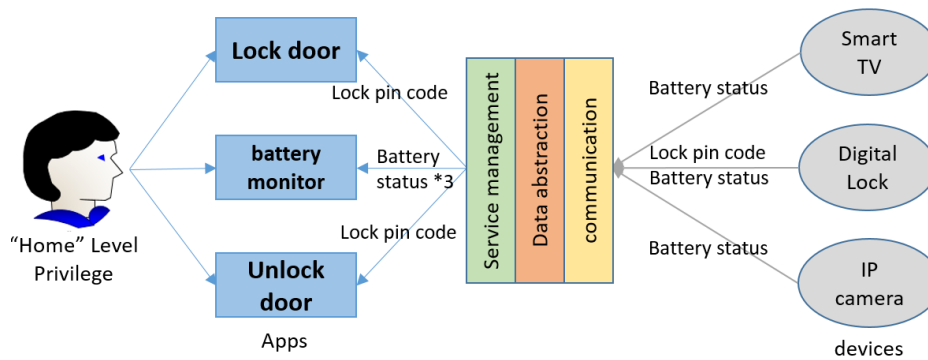 Lock door
Lock pin code
battery
monitor
Battery
status *3
Lock pin code
Unlock
door
Apps
"Home" Level
Privilege
Service management
Data abstraction
communication
Battery status
Lock pin code
Battery status
Battery status
Smart
TV
Digital
Lock
IP
camera
devices